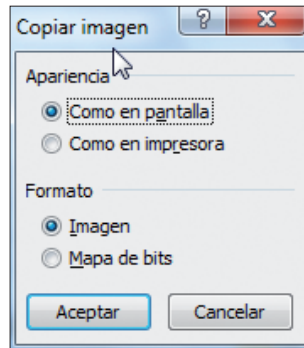 Copiar imagen
Apariencia
Como en pantalla
Como en impresora
Formato
Imagen
Mapa de bits
Aceptar Cancelar